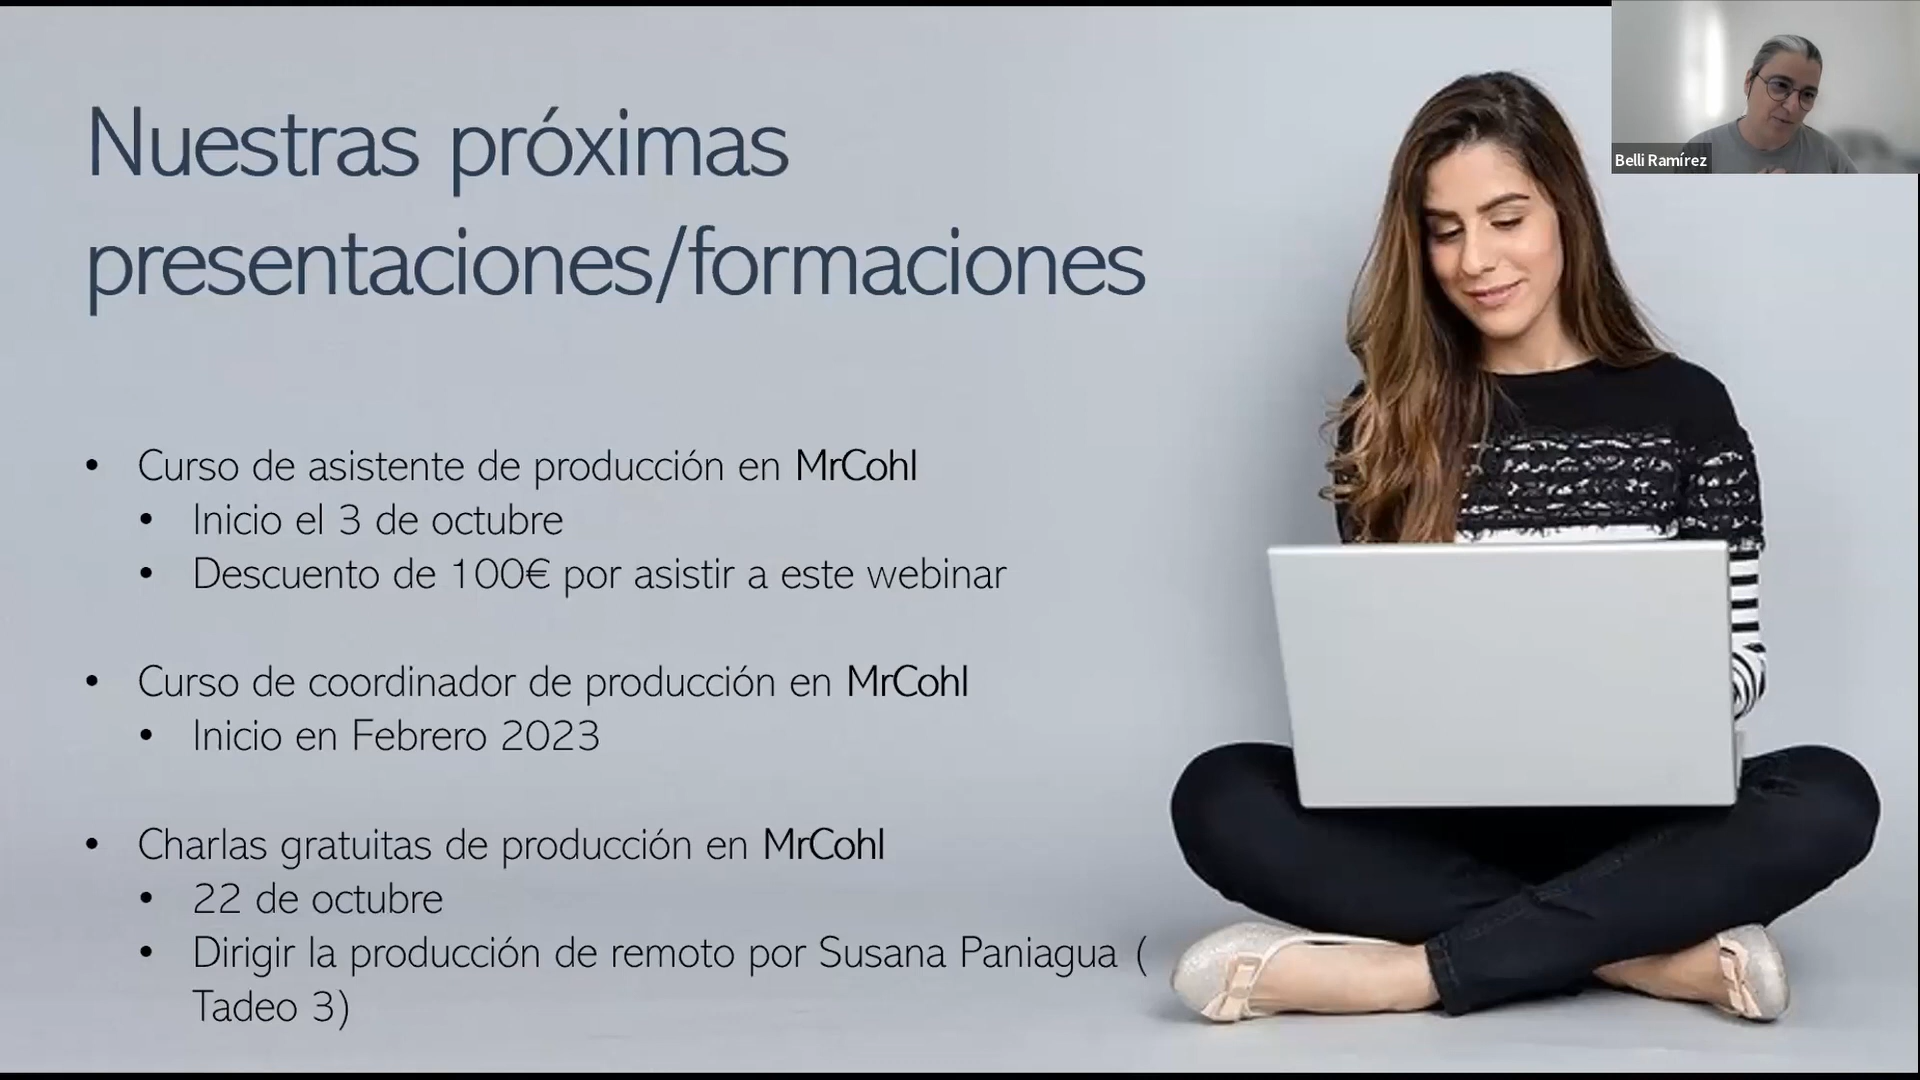 Nuestras próximas
presentaciones/formaciones
Belli Ramírez
• Curso de asistente de producción en MrCohl
• Inicio el 3 de octubre
• Descuento de 100€ por asistir a este webinar
• Curso de coordinador de producción en MrCohl
• Inicio en Febrero 2023
• Charlas gratuitas de producción en MrCohl
• 22 de octubre
• Dirigir la producción de remoto por Susana Paniagua (
Tadeo 3)